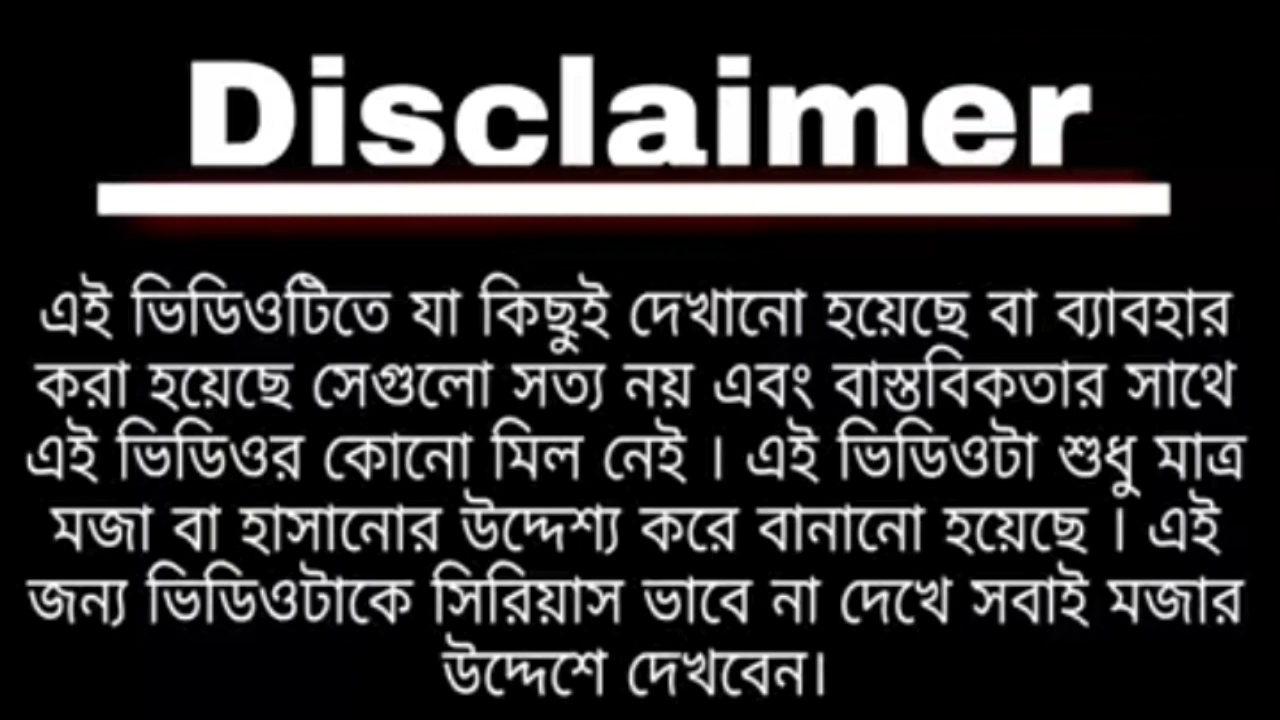 Disclaimer
এই ভিডিওটিতে যা কিছুই দেখানো হয়েছে বা ব্যাবহার
করা হয়েছে সেগুলো সত্য নয় এবং বাস্তবিকতার সাথে
এই ভিডিওর কোনো মিল নেই । এই ভিডিওটা শুধু মাত্র
মজা বা হাসানোর উদ্দেশ্য করে বানানো হয়েছে । এই
জন্য ভিডিওটাকে সিরিয়াস ভাবে না দেখে সবাই মজার
উদ্দেশে দেখবেন।